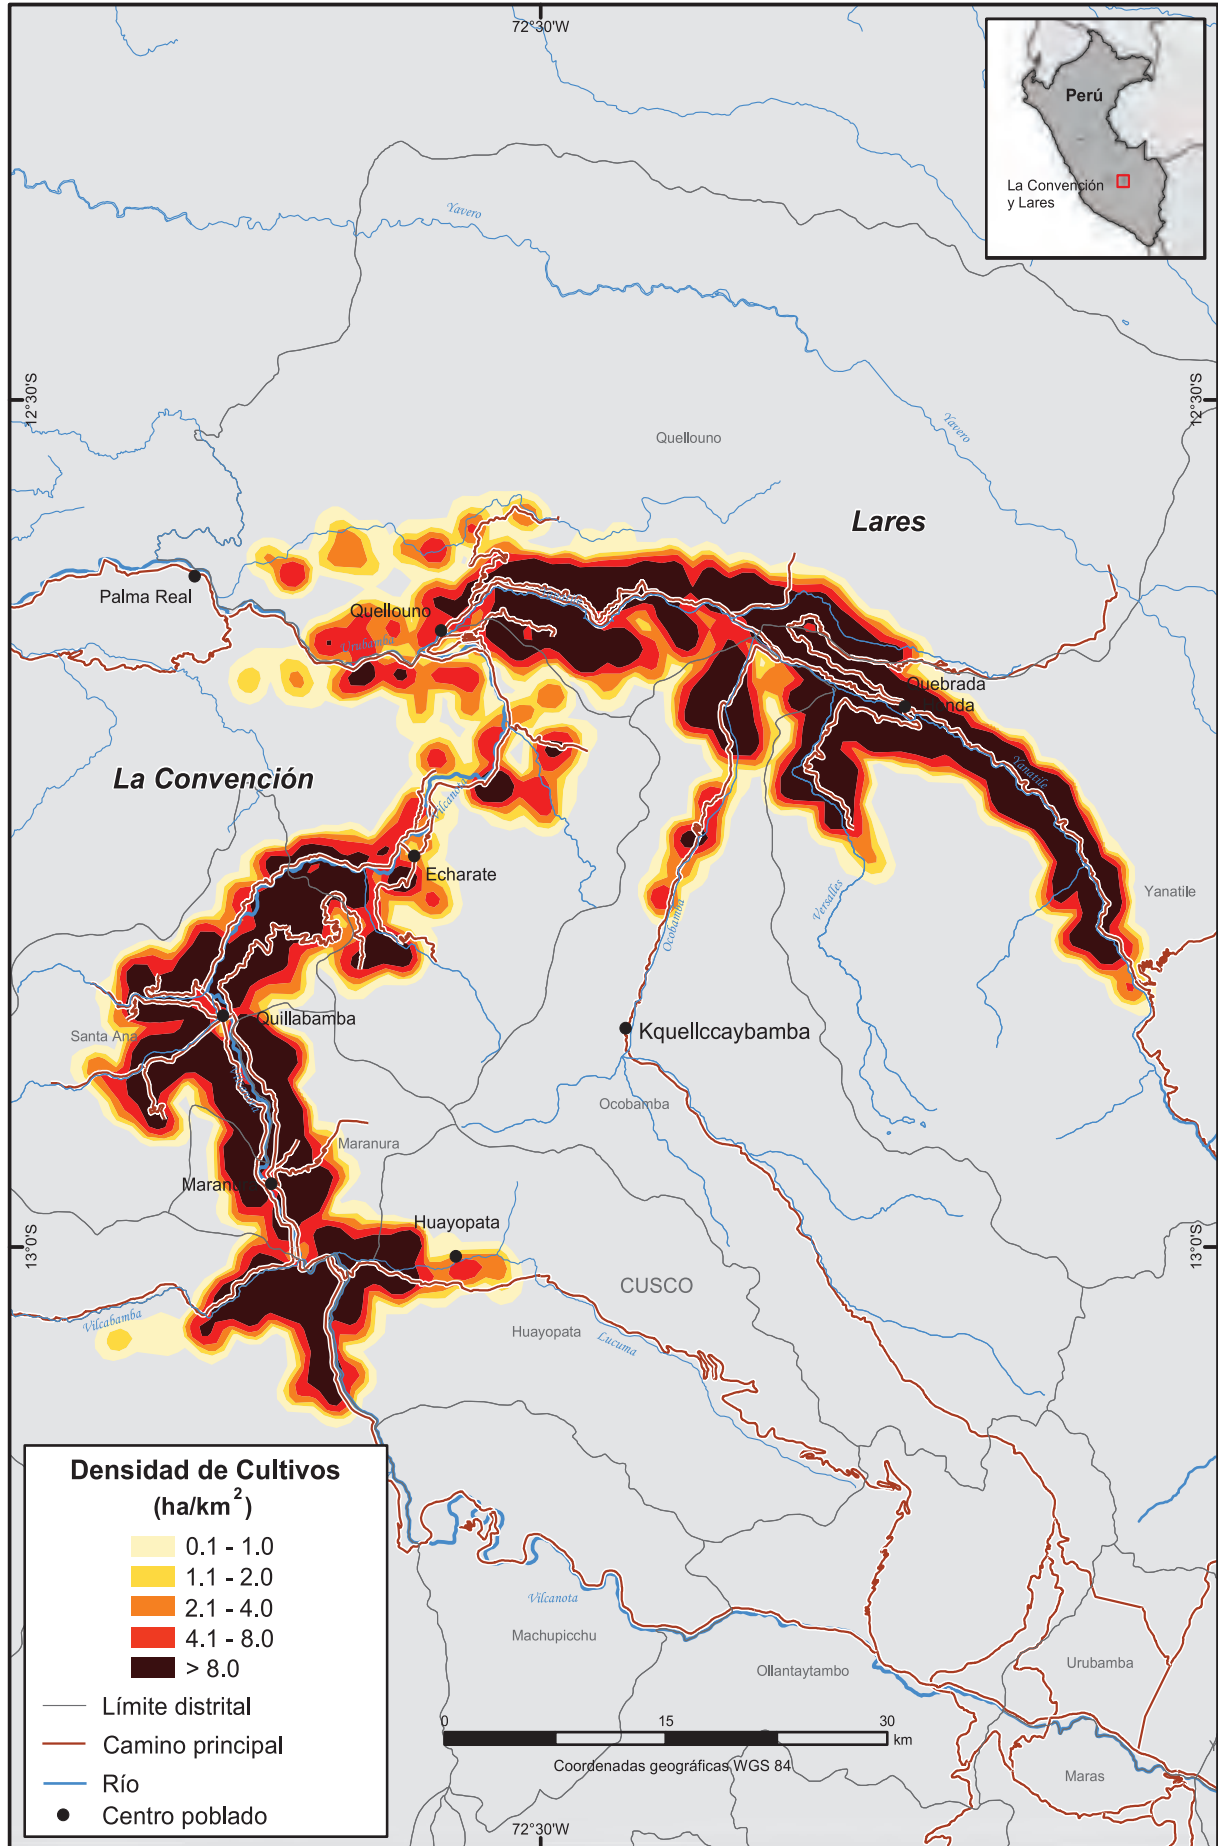 72°30'W
Perú
La Convención
y Lares
Yavero
12°30'S
12°30'S
Quellouno
Yavero
Lares
Palma Real
Quellouno
Urubamba
Quebrada
La Convención
Yanatile
Vilcanota
Echarate
Yanatile
Versalles
Ocobamba
Quillabamba
Santa Ana
Kquellccaybamba
Ocobamba
Maranura
Huayopata
13°0'S
13°0'S
CUSCO
Vilcabamba
Huayopata
Lucuma
Densidad de Cultivos
(ha/km²)
0.1 - 1.0
1.1 - 2.0
2.1 - 4.0
4.1 - 8.0
> 8.0
Límite distrital
Camino principal
Río
Centro poblado
Vilcanota
Machupicchu
Ollantaytambo
Urubamba
0 15 30
km
Coordenadas geográficas WGS 84
Maras
72°30'W